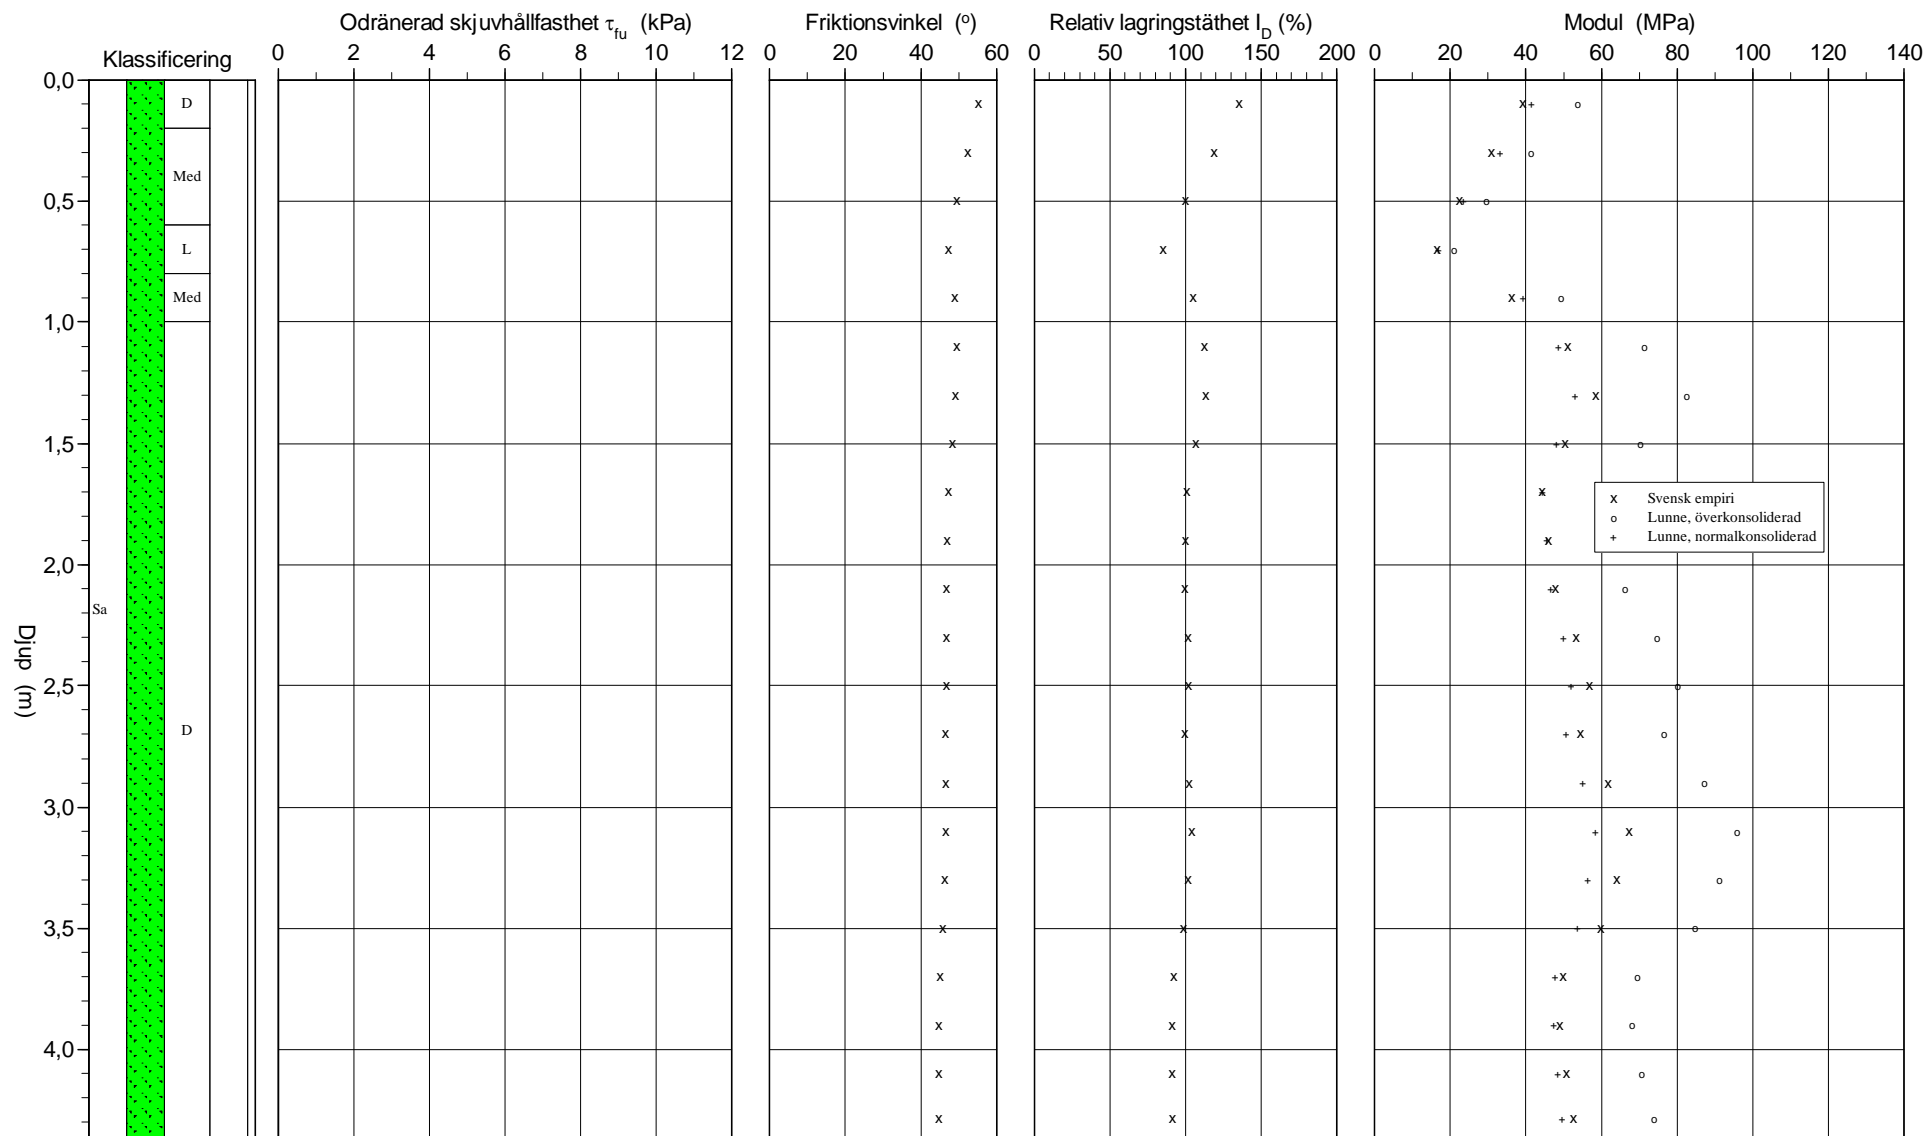 Odränerad skjuvhållfasthet τfu (kPa)
Friktionsvinkel (o)
Relativ lagringstäthet ID (%)
Modul (MPa)
Klassificering
0 2 4 6 8 10 12
0 20 40 60
0 50 100 150 200
0 20 40 60 80 100 120 140
0,0
D
Med
0,5
L
Med
1,0
1,5
x Svensk empiri
o Lunne, överkonsoliderad
+ Lunne, normalkonsoliderad
2,0
Sa
Djup (m)
2,5
D
3,0
3,5
4,0